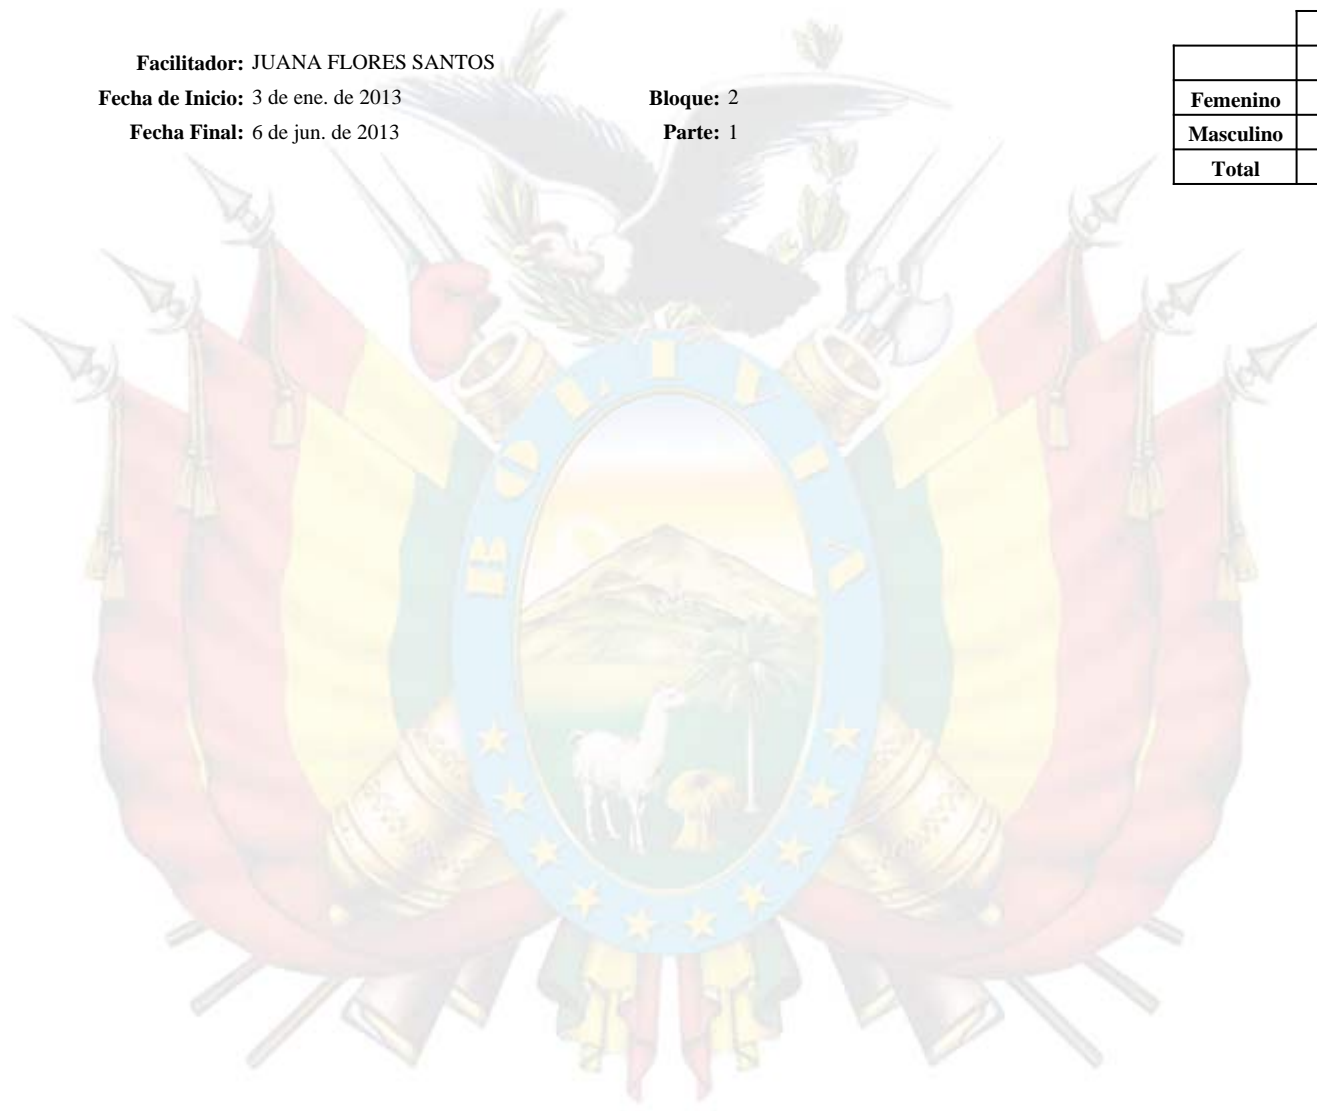 Facilitador: JUANA FLORES SANTOS
Fecha de Inicio: 3 de ene. de 2013 Bloque: 2
Fecha Final: 6 de jun. de 2013 Parte: 1
Femenino
Masculino
Total
BOLIVIA